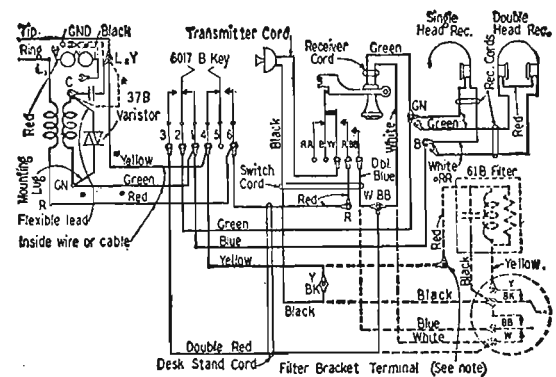 Tip
GND
Black
Transmitter Cord
Single
Head Rec.
Double
Head Rec.
Ring
L₂Y
L₁
6017 B Key
Receiver
Cord
Green
Rec. Cords
C
37B
Varistor
Red
Black
White
GN
Green
Red
3 2 1 4 5 6
RR B YY R BB
B
Yellow
Mounting
Lug
GN
Green
Red
R
Switch
Cord
Dbl.
Blue
White
RR
61B Filter
Flexible lead
Inside wire or cable
Red
R
W BB
Green
Blue
Yellow
Red
Black
Yellow
Y
BK
Black
Black
Y
BK
Blue
White
BB
W
Double Red
Desk Stand Cord
Filter Bracket Terminal (See note)